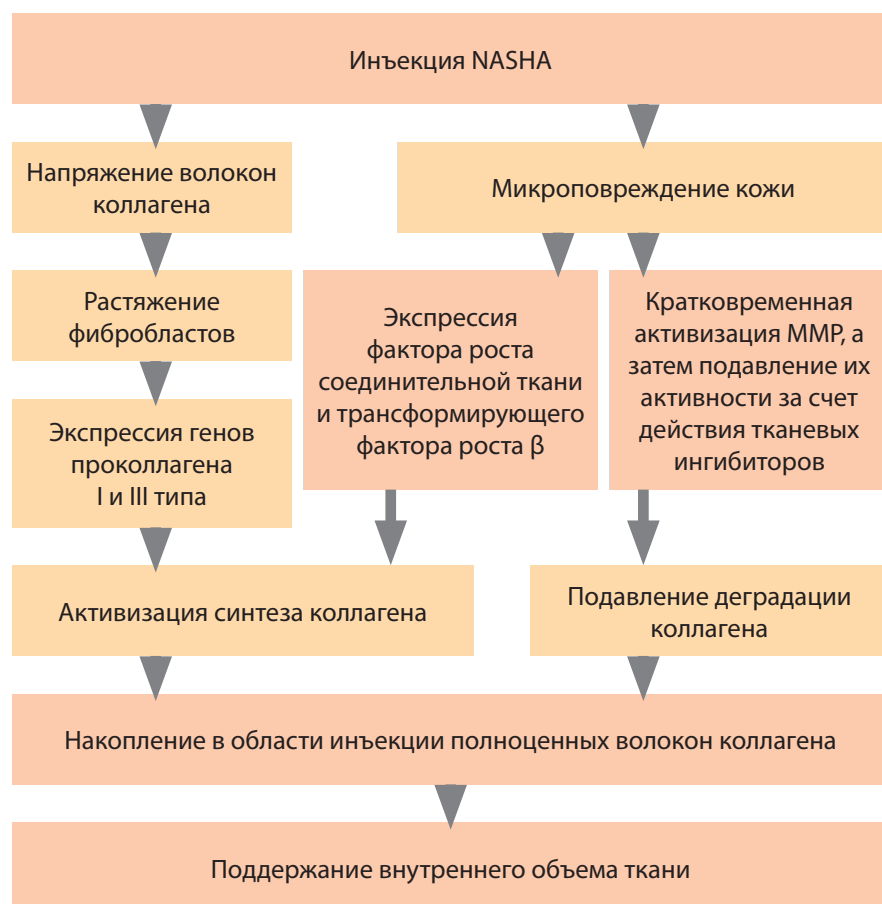 Инъекция NASHA
Напряжение волокон
коллагена
Микроповреждение кожи
Растяжение
фибробластов
Экспрессия
фактора роста
соединительной ткани
и трансформирующего
фактора роста β
Кратковременная
активизация ММР, а
затем подавление их
активности за счет
действия тканевых
ингибиторов
Экспрессия генов
проколлагена
I и III типа
Активизация синтеза коллагена
Подавление деградации
коллагена
Накопление в области инъекции полноценных волокон коллагена
Поддержание внутреннего объема ткани